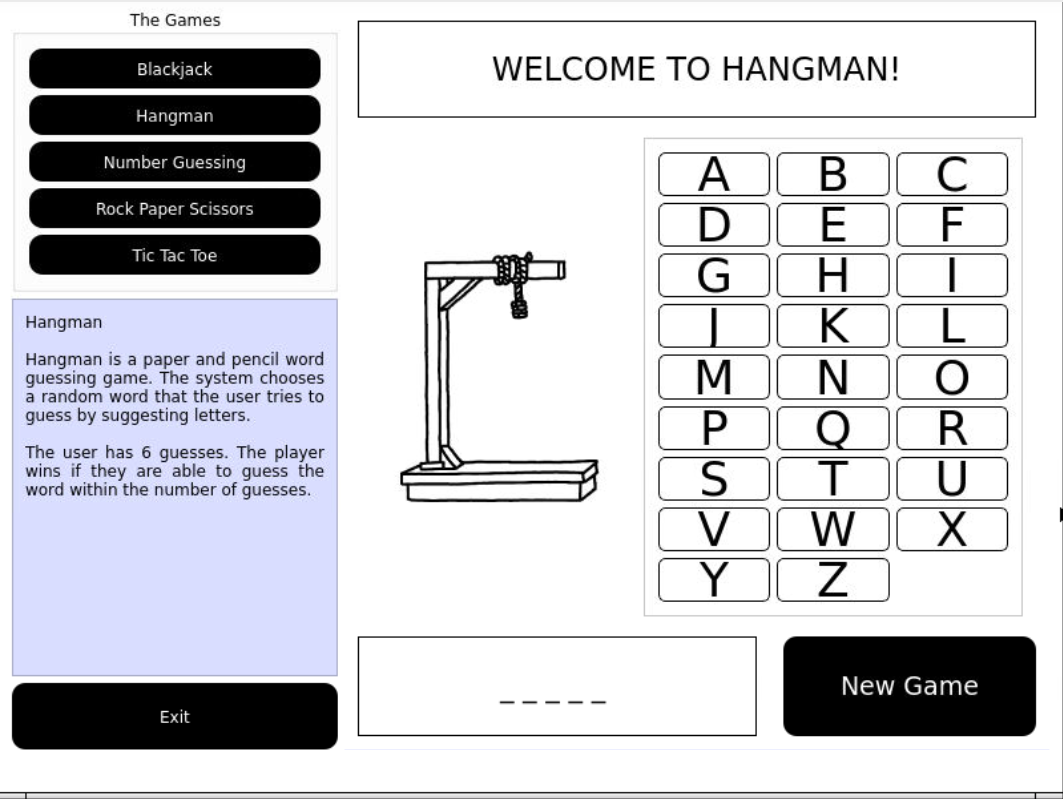 The Games
Blackjack
Hangman
Number Guessing
Rock Paper Scissors
Tic Tac Toe
Hangman
Hangman is a paper and pencil word
guessing game. The system chooses
a random word that the user tries to
guess by suggesting letters.
The user has 6 guesses. The player
wins if they are able to guess the
word within the number of guesses.
Exit
WELCOME TO HANGMAN!
A B C
D E F
G H I
J K L
M N O
P Q R
S T U
V W X
Y Z
_ _ _ _ _
New Game